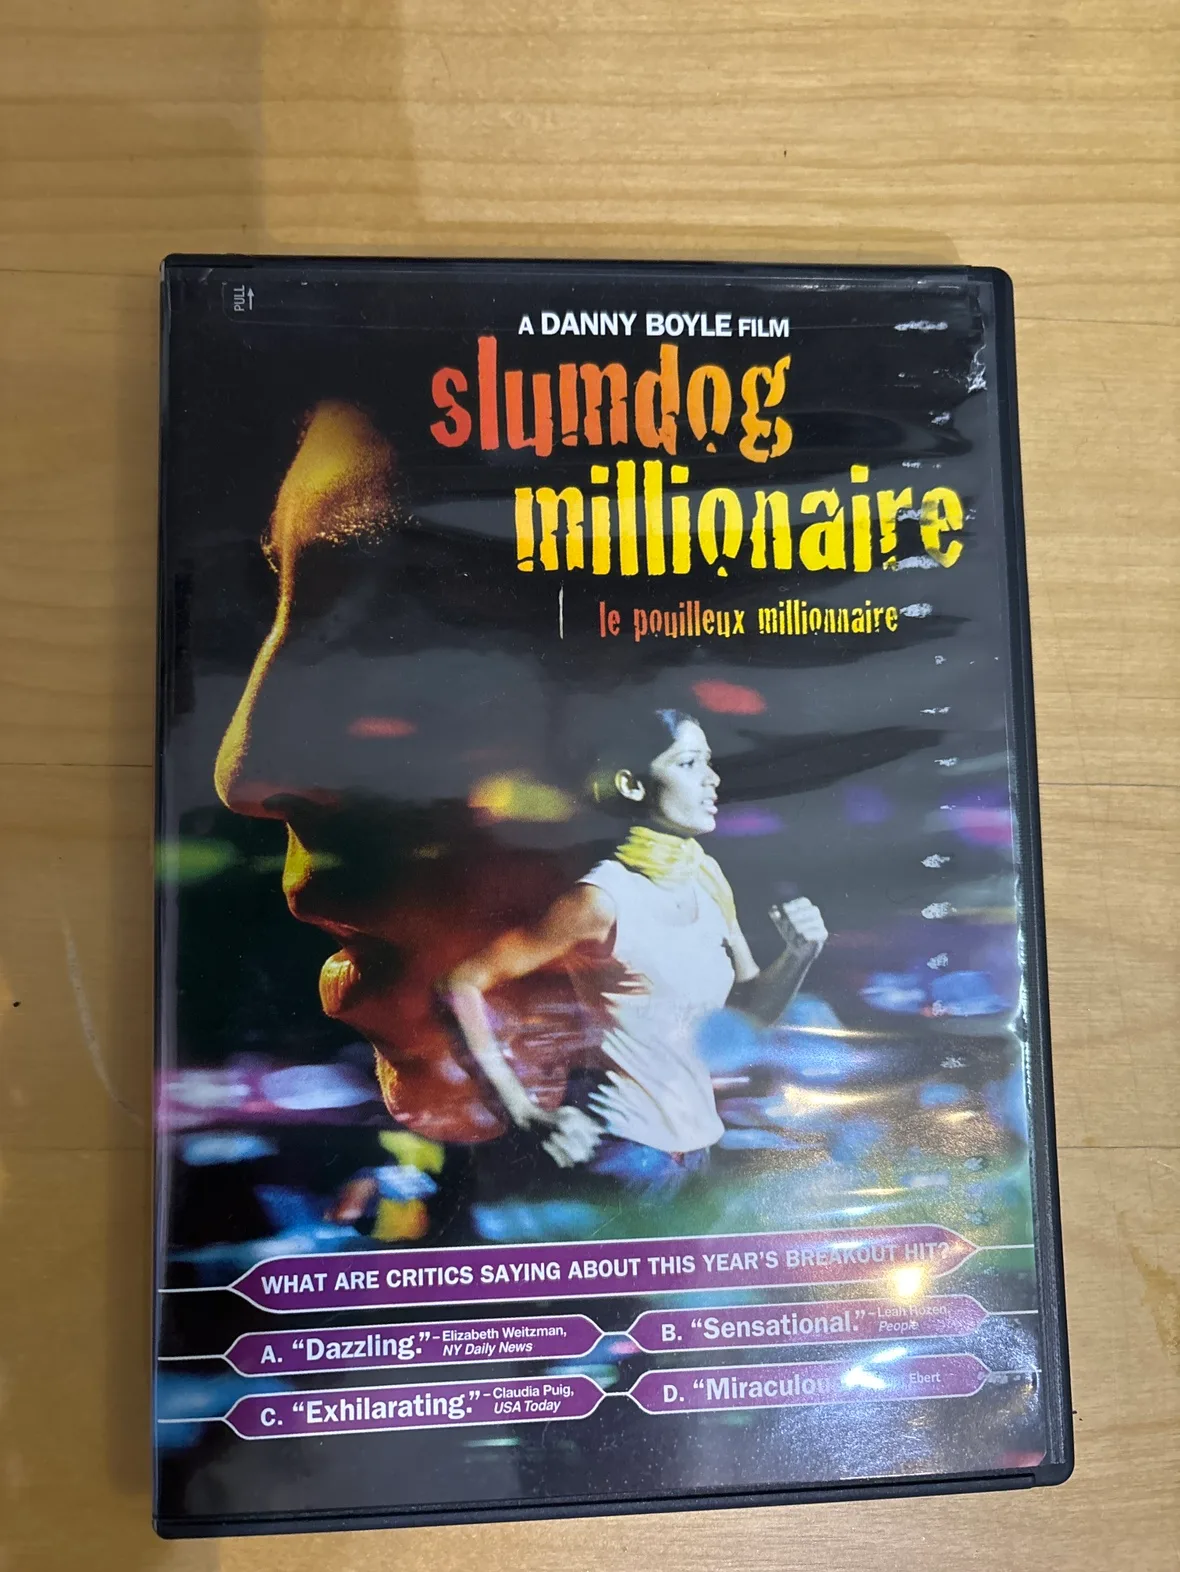 PULL
A DANNY BOYLE FILM
slumdog
millionaire
le pouilleux millionnaire
WHAT ARE CRITICS SAYING ABOUT THIS YEAR'S BREAKOUT HIT?
A. "Dazzling." – Elizabeth Weitzman,
NY Daily News
B. "Sensational." – Leah Rozen,
People
C. "Exhilarating." – Claudia Puig,
USA Today
D. "Miraculou
Ebert